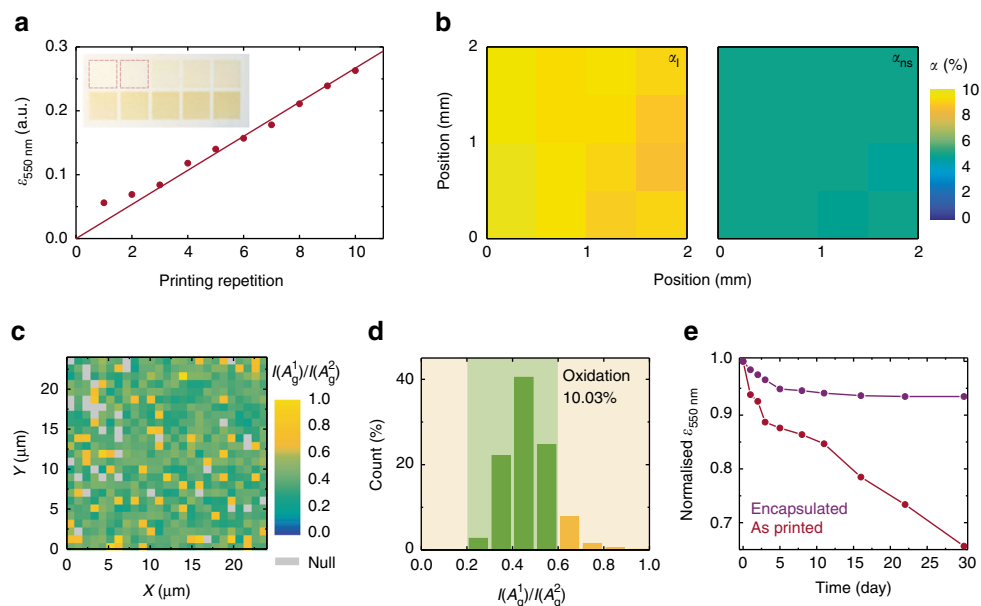 a
0.3
0.2
0.1
0.0
ε550 nm (a.u.)
0 2 4 6 8 10
Printing repetition
b
2
1
0
Position (mm)
αl
αns
0 1 2
0 1 2
Position (mm)
α (%)
10
8
6
4
2
0
c
20
15
10
5
0
Y (μm)
0 5 10 15 20
X (μm)
I(A1g)/I(A2g)
1.0
0.8
0.6
0.4
0.2
0.0
Null
d
40
20
0
Count (%)
Oxidation
10.03%
0.0 0.2 0.4 0.6 0.8 1.0
I(A1g)/I(A2g)
e
1.0
0.9
0.8
0.7
Normalised ε550 nm
Encapsulated
As printed
0 5 10 15 20 25 30
Time (day)